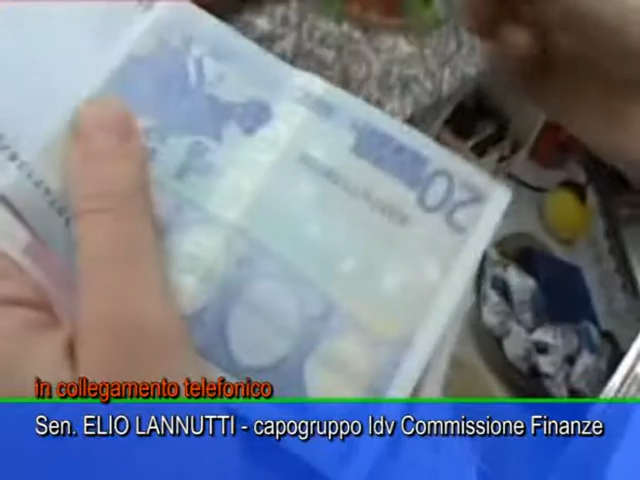 20
in collegamento telefonico
Sen. ELIO LANNUTTI - capogruppo Idv Commissione Finanze